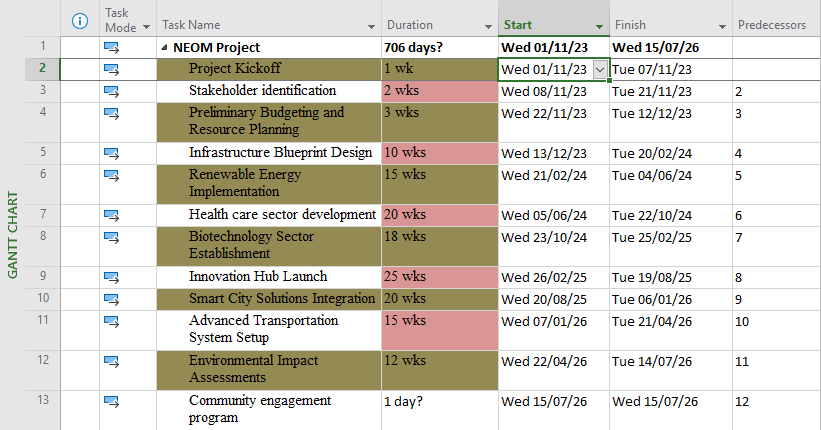 Task Mode Task Name Duration Start Finish Predecessors
1 NEOM Project 706 days? Wed 01/11/23 Wed 15/07/26
2 Project Kickoff 1 wk Wed 01/11/23 Tue 07/11/23
3 Stakeholder identification 2 wks Wed 08/11/23 Tue 21/11/23 2
4 Preliminary Budgeting and 3 wks Wed 22/11/23 Tue 12/12/23 3
Resource Planning
5 Infrastructure Blueprint Design 10 wks Wed 13/12/23 Tue 20/02/24 4
6 Renewable Energy 15 wks Wed 21/02/24 Tue 04/06/24 5
Implementation
7 Health care sector development 20 wks Wed 05/06/24 Tue 22/10/24 6
8 Biotechnology Sector 18 wks Wed 23/10/24 Tue 25/02/25 7
Establishment
9 Innovation Hub Launch 25 wks Wed 26/02/25 Tue 19/08/25 8
10 Smart City Solutions Integration 20 wks Wed 20/08/25 Tue 06/01/26 9
11 Advanced Transportation 15 wks Wed 07/01/26 Tue 21/04/26 10
System Setup
12 Environmental Impact 12 wks Wed 22/04/26 Tue 14/07/26 11
Assessments
13 Community engagement 1 day? Wed 15/07/26 Wed 15/07/26 12
program
GANTT CHART